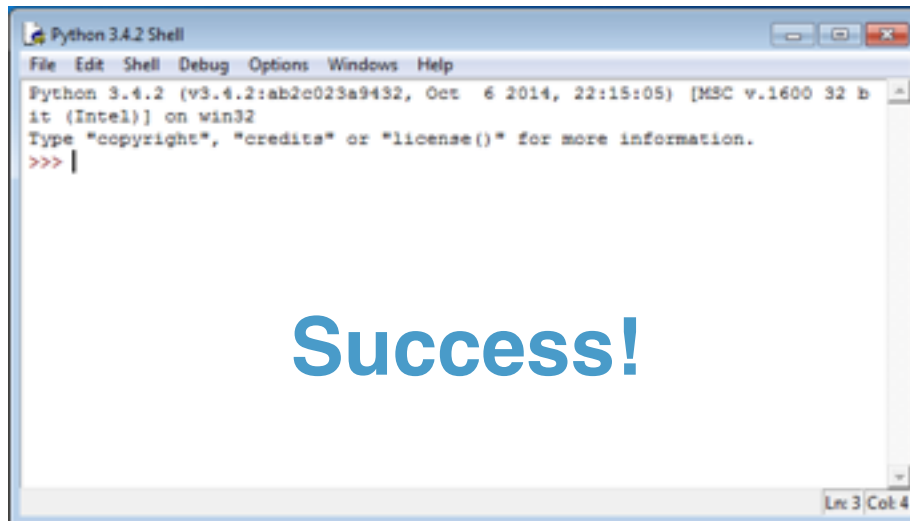 Python 3.4.2 Shell
File Edit Shell Debug Options Windows Help
Python 3.4.2 (v3.4.2:ab2c023a9432, Oct  6 2014, 22:15:05) [MSC v.1600 32 b
it (Intel)] on win32
Type "copyright", "credits" or "license()" for more information.
>>>
Success!
Ln: 3 Col: 4